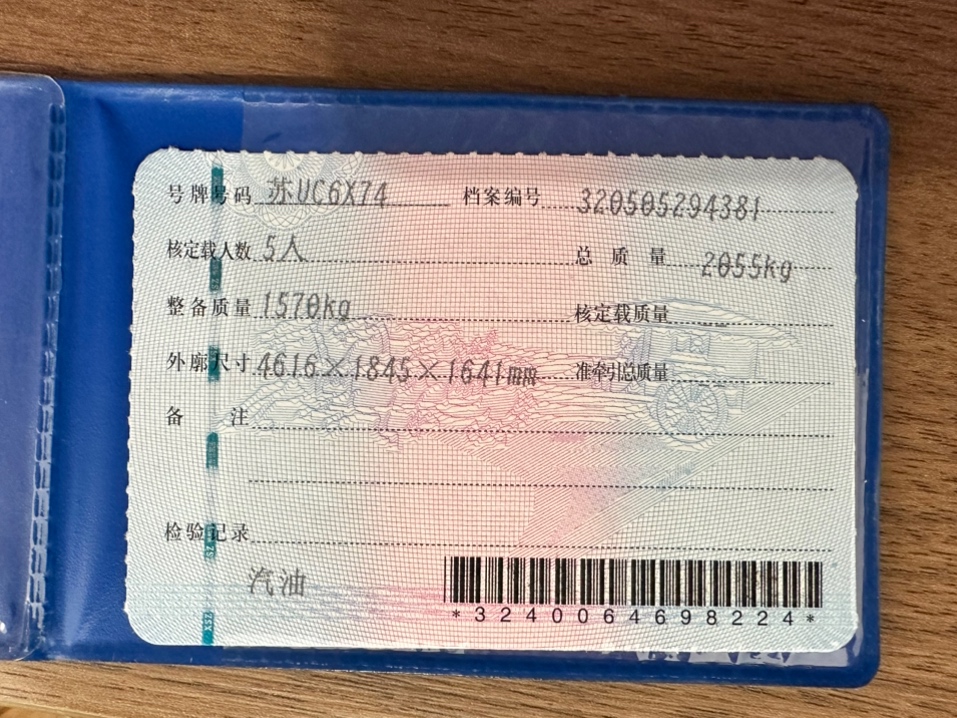 号牌号码 苏UC6X74 档案编号 320505294381
核定载人数 5人 总质量 2055kg
整备质量 1570kg 核定载质量 --
外廓尺寸 4616×1845×1641mm 准牵引总质量 --
备注
检验记录
汽油
*3240064698224*